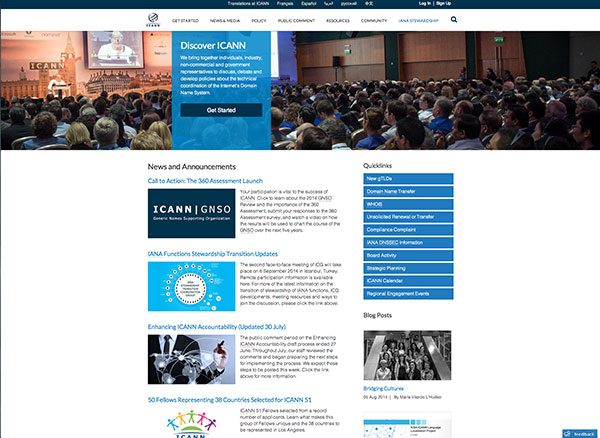 Translations at ICANN Français Español العربية русский 中文 Log In | Sign Up
ICANN
GET STARTED NEWS & MEDIA POLICY PUBLIC COMMENT RESOURCES COMMUNITY IANA STEWARDSHIP
Discover ICANN
We bring together individuals, industry,
non-commercial and government
representatives to discuss, debate and
develop policies about the technical
coordination of the Internet's Domain
Name System.
Get Started
ICANN
News and Announcements
Call to Action: The 360 Assessment Launch
ICANN | GNSO
Generic Names Supporting Organization
Your participation is vital to the success of
ICANN. Click to learn about the 2014 GNSO
Review and the importance of the 360
Assessment, submit your responses to the 360
Assessment survey, and watch a video on how
the results will be used to chart the course of the
GNSO over the next five years.
IANA Functions Stewardship Transition Updates
IANA
STEWARDSHIP
TRANSITION
COORDINATION
GROUP
The second face-to-face meeting of ICG will take
place on 6 September 2014 in Istanbul, Turkey.
Remote participation information is available
here. For more of the latest information on the
transition of stewardship of IANA functions, ICG
developments, meeting resources and ways to
join the discussion, please click the link above.
Enhancing ICANN Accountability (Updated 30 July)
The public comment period on the Enhancing
ICANN Accountability draft process ended 27
June. Throughout July, our staff reviewed the
comments and began preparing the next steps
for implementing the process. We expect those
steps to be posted this week. Click the link
above for more information.
50 Fellows Representing 38 Countries Selected for ICANN 51
ICANN
ICANN 51 Fellows selected from a record
number of applicants. Learn what makes this
group of Fellows unique and the 38 countries to
be represented in Los Angeles.
Quicklinks
New gTLDs
Domain Name Transfer
WHOIS
Unsolicited Renewal or Transfer
Compliance Complaint
IANA DNSSEC Information
Board Activity
Strategic Planning
ICANN Calendar
Regional Engagement Events
Blog Posts
Bridging Cultures
05 Aug 2014 | By Maria Vilardo L'Huillier
ICANN Language
Localization Project
feedback